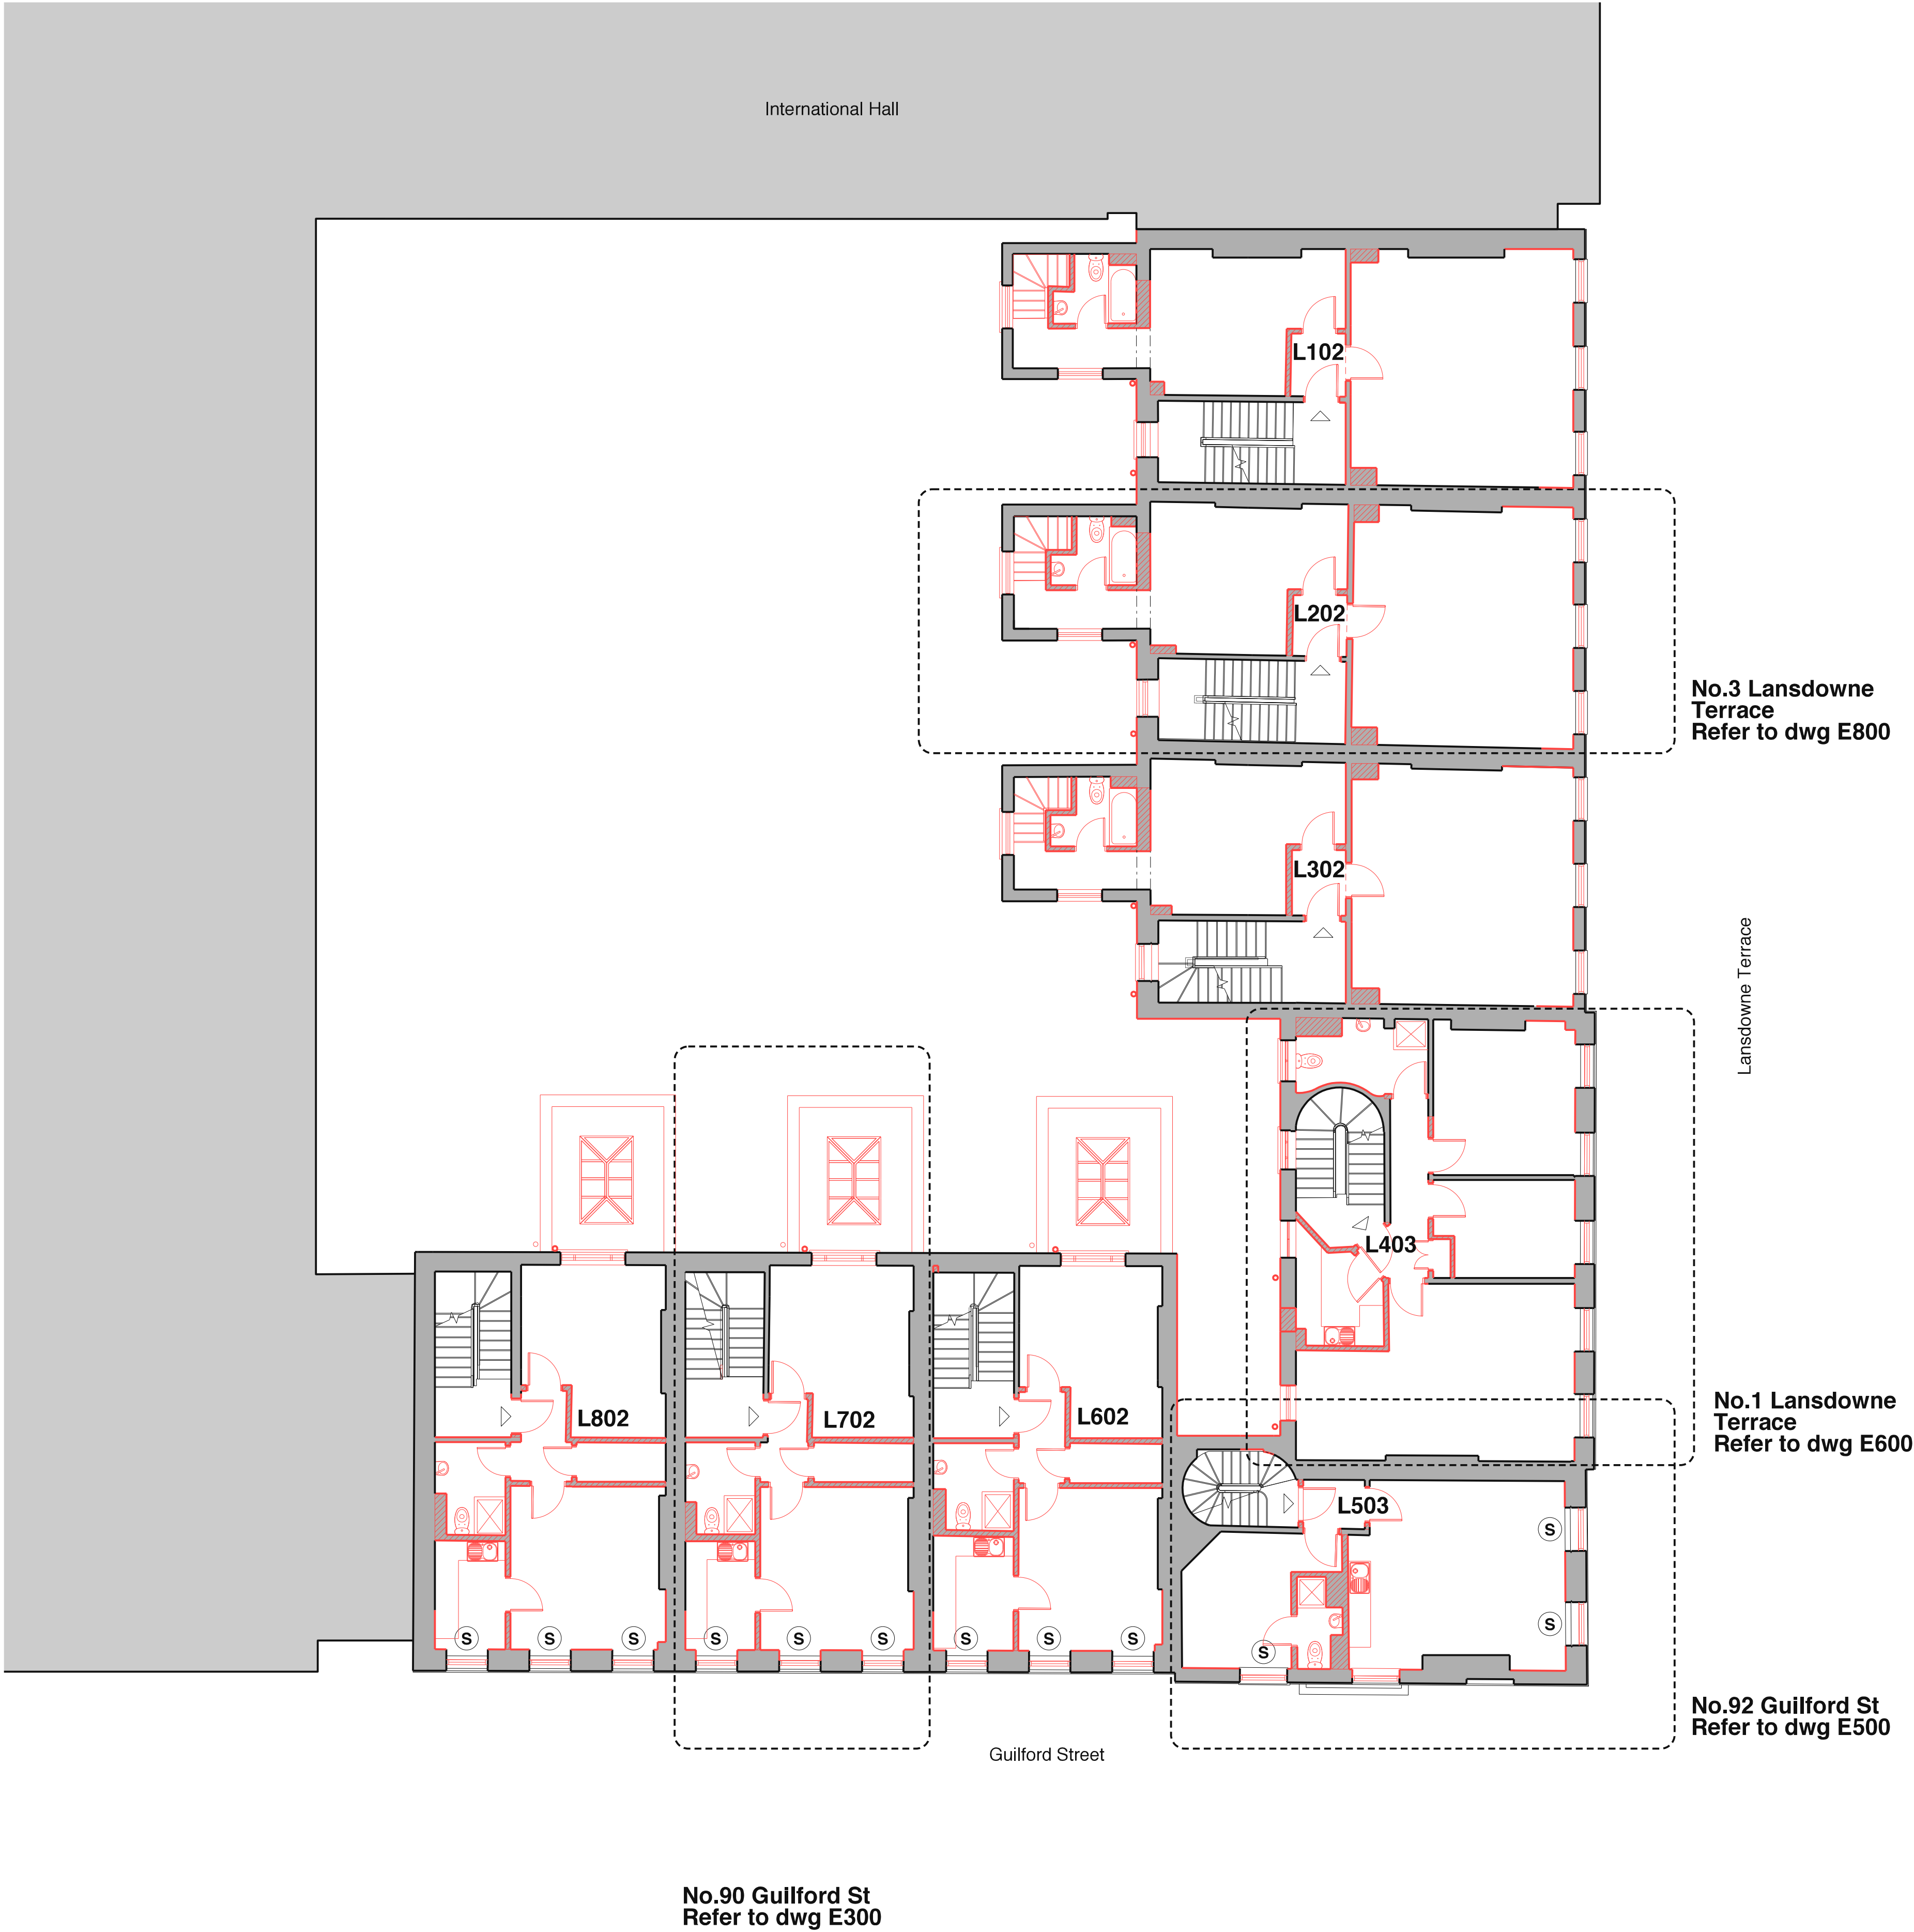 International Hall
L102
L202
No.3 Lansdowne
Terrace
Refer to dwg E800
L302
Lansdowne Terrace
L403
No.1 Lansdowne
Terrace
Refer to dwg E600
L802
L702
L602
L503
S
S
S
S
S
S
S
S
S
S
S
S
No.92 Guilford St
Refer to dwg E500
Guilford Street
No.90 Guilford St
Refer to dwg E300